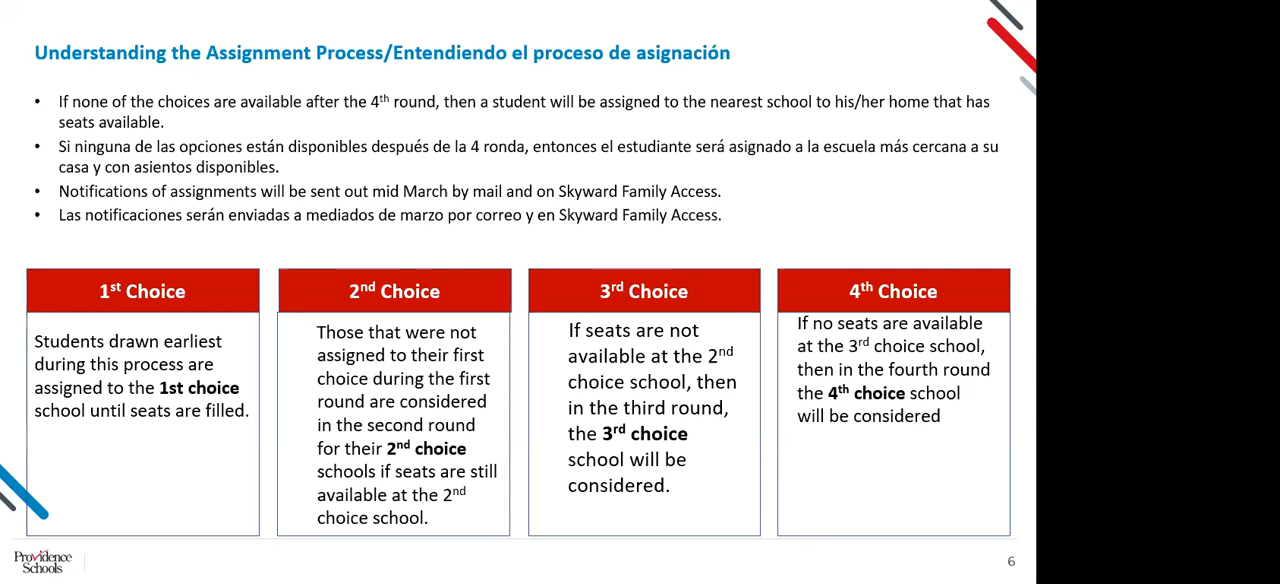 Understanding the Assignment Process/Entendiendo el proceso de asignación
• If none of the choices are available after the 4th round, then a student will be assigned to the nearest school to his/her home that has
seats available.
• Si ninguna de las opciones están disponibles después de la 4 ronda, entonces el estudiante será asignado a la escuela más cercana a su
casa y con asientos disponibles.
• Notifications of assignments will be sent out mid March by mail and on Skyward Family Access.
• Las notificaciones serán enviadas a mediados de marzo por correo y en Skyward Family Access.
1st Choice
Students drawn earliest
during this process are
assigned to the 1st choice
school until seats are filled.
2nd Choice
Those that were not
assigned to their first
choice during the first
round are considered
in the second round
for their 2nd choice
schools if seats are still
available at the 2nd
choice school.
3rd Choice
If seats are not
available at the 2nd
choice school, then
in the third round,
the 3rd choice
school will be
considered.
4th Choice
If no seats are available
at the 3rd choice school,
then in the fourth round
the 4th choice school
will be considered
Providence
Schools
6